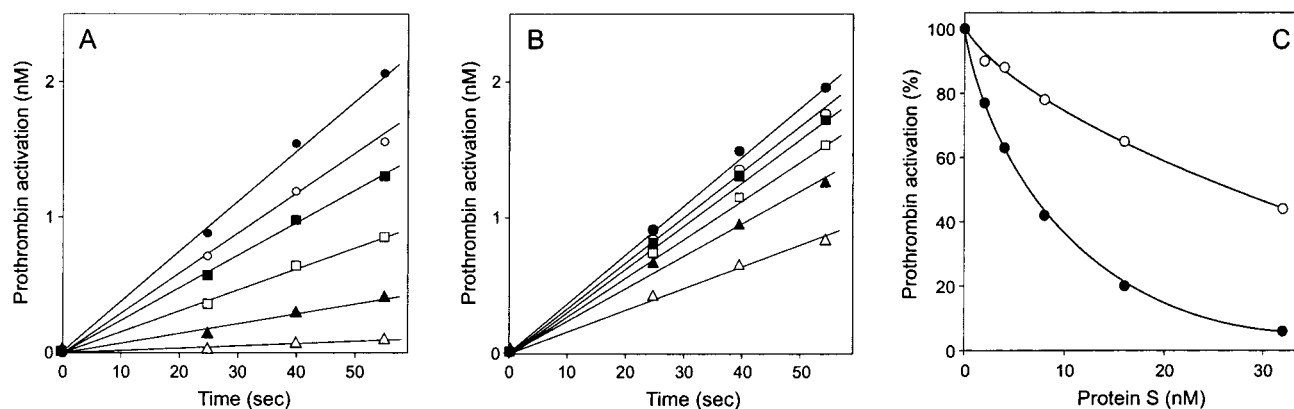 A
Prothrombin activation (nM)
2
1
0
0 10 20 30 40 50
Time (sec)
B
Prothrombin activation (nM)
2
1
0
0 10 20 30 40 50
Time (sec)
C
Prothrombin activation (%)
100
80
60
40
20
0
0 10 20 30
Protein S (nM)